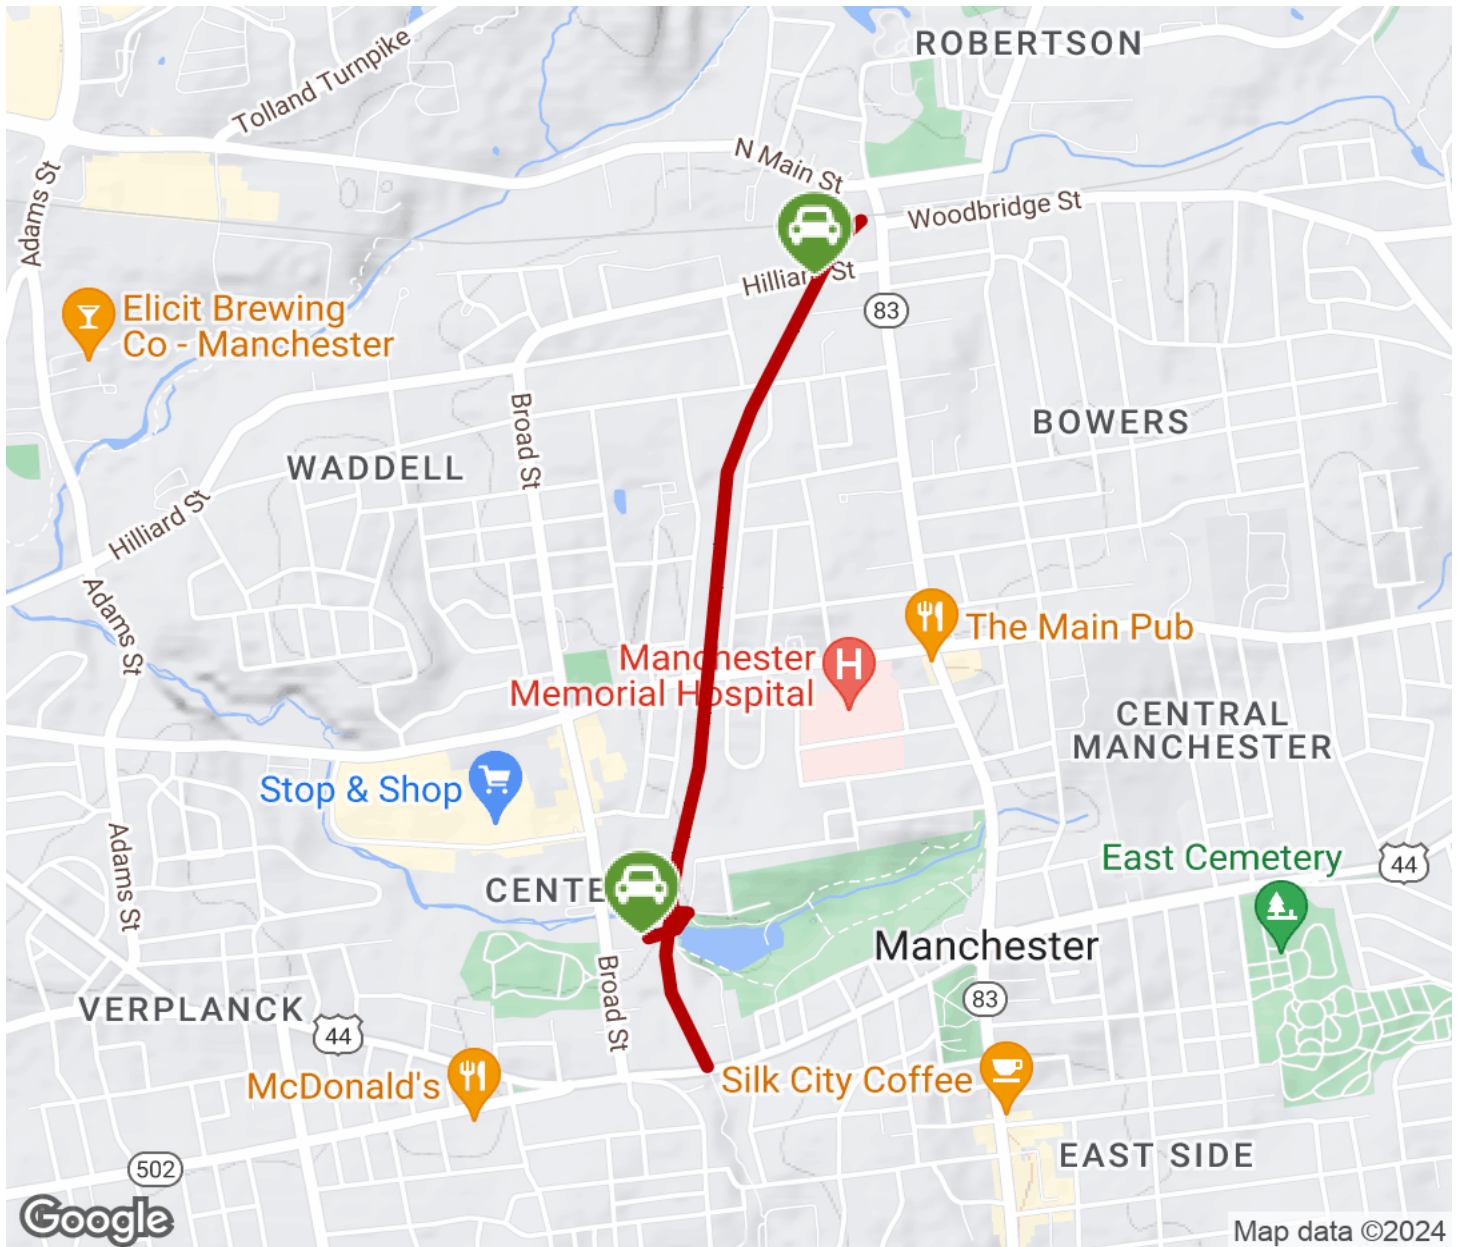 ROBERTSON
Tolland Turnpike
N Main St
Adams St
Woodbridge St
Hilliard St
83
Elicit Brewing
Co - Manchester
Broad St
BOWERS
WADDELL
Hilliard St
Adams St
The Main Pub
Manchester
Memorial Hospital
H
CENTRAL
MANCHESTER
Stop & Shop
Adams St
East Cemetery
44
CENTE
Manchester
Broad St
83
VERPLANCK
44
McDonald's
Silk City Coffee
EAST SIDE
502
Google
Map data ©2024